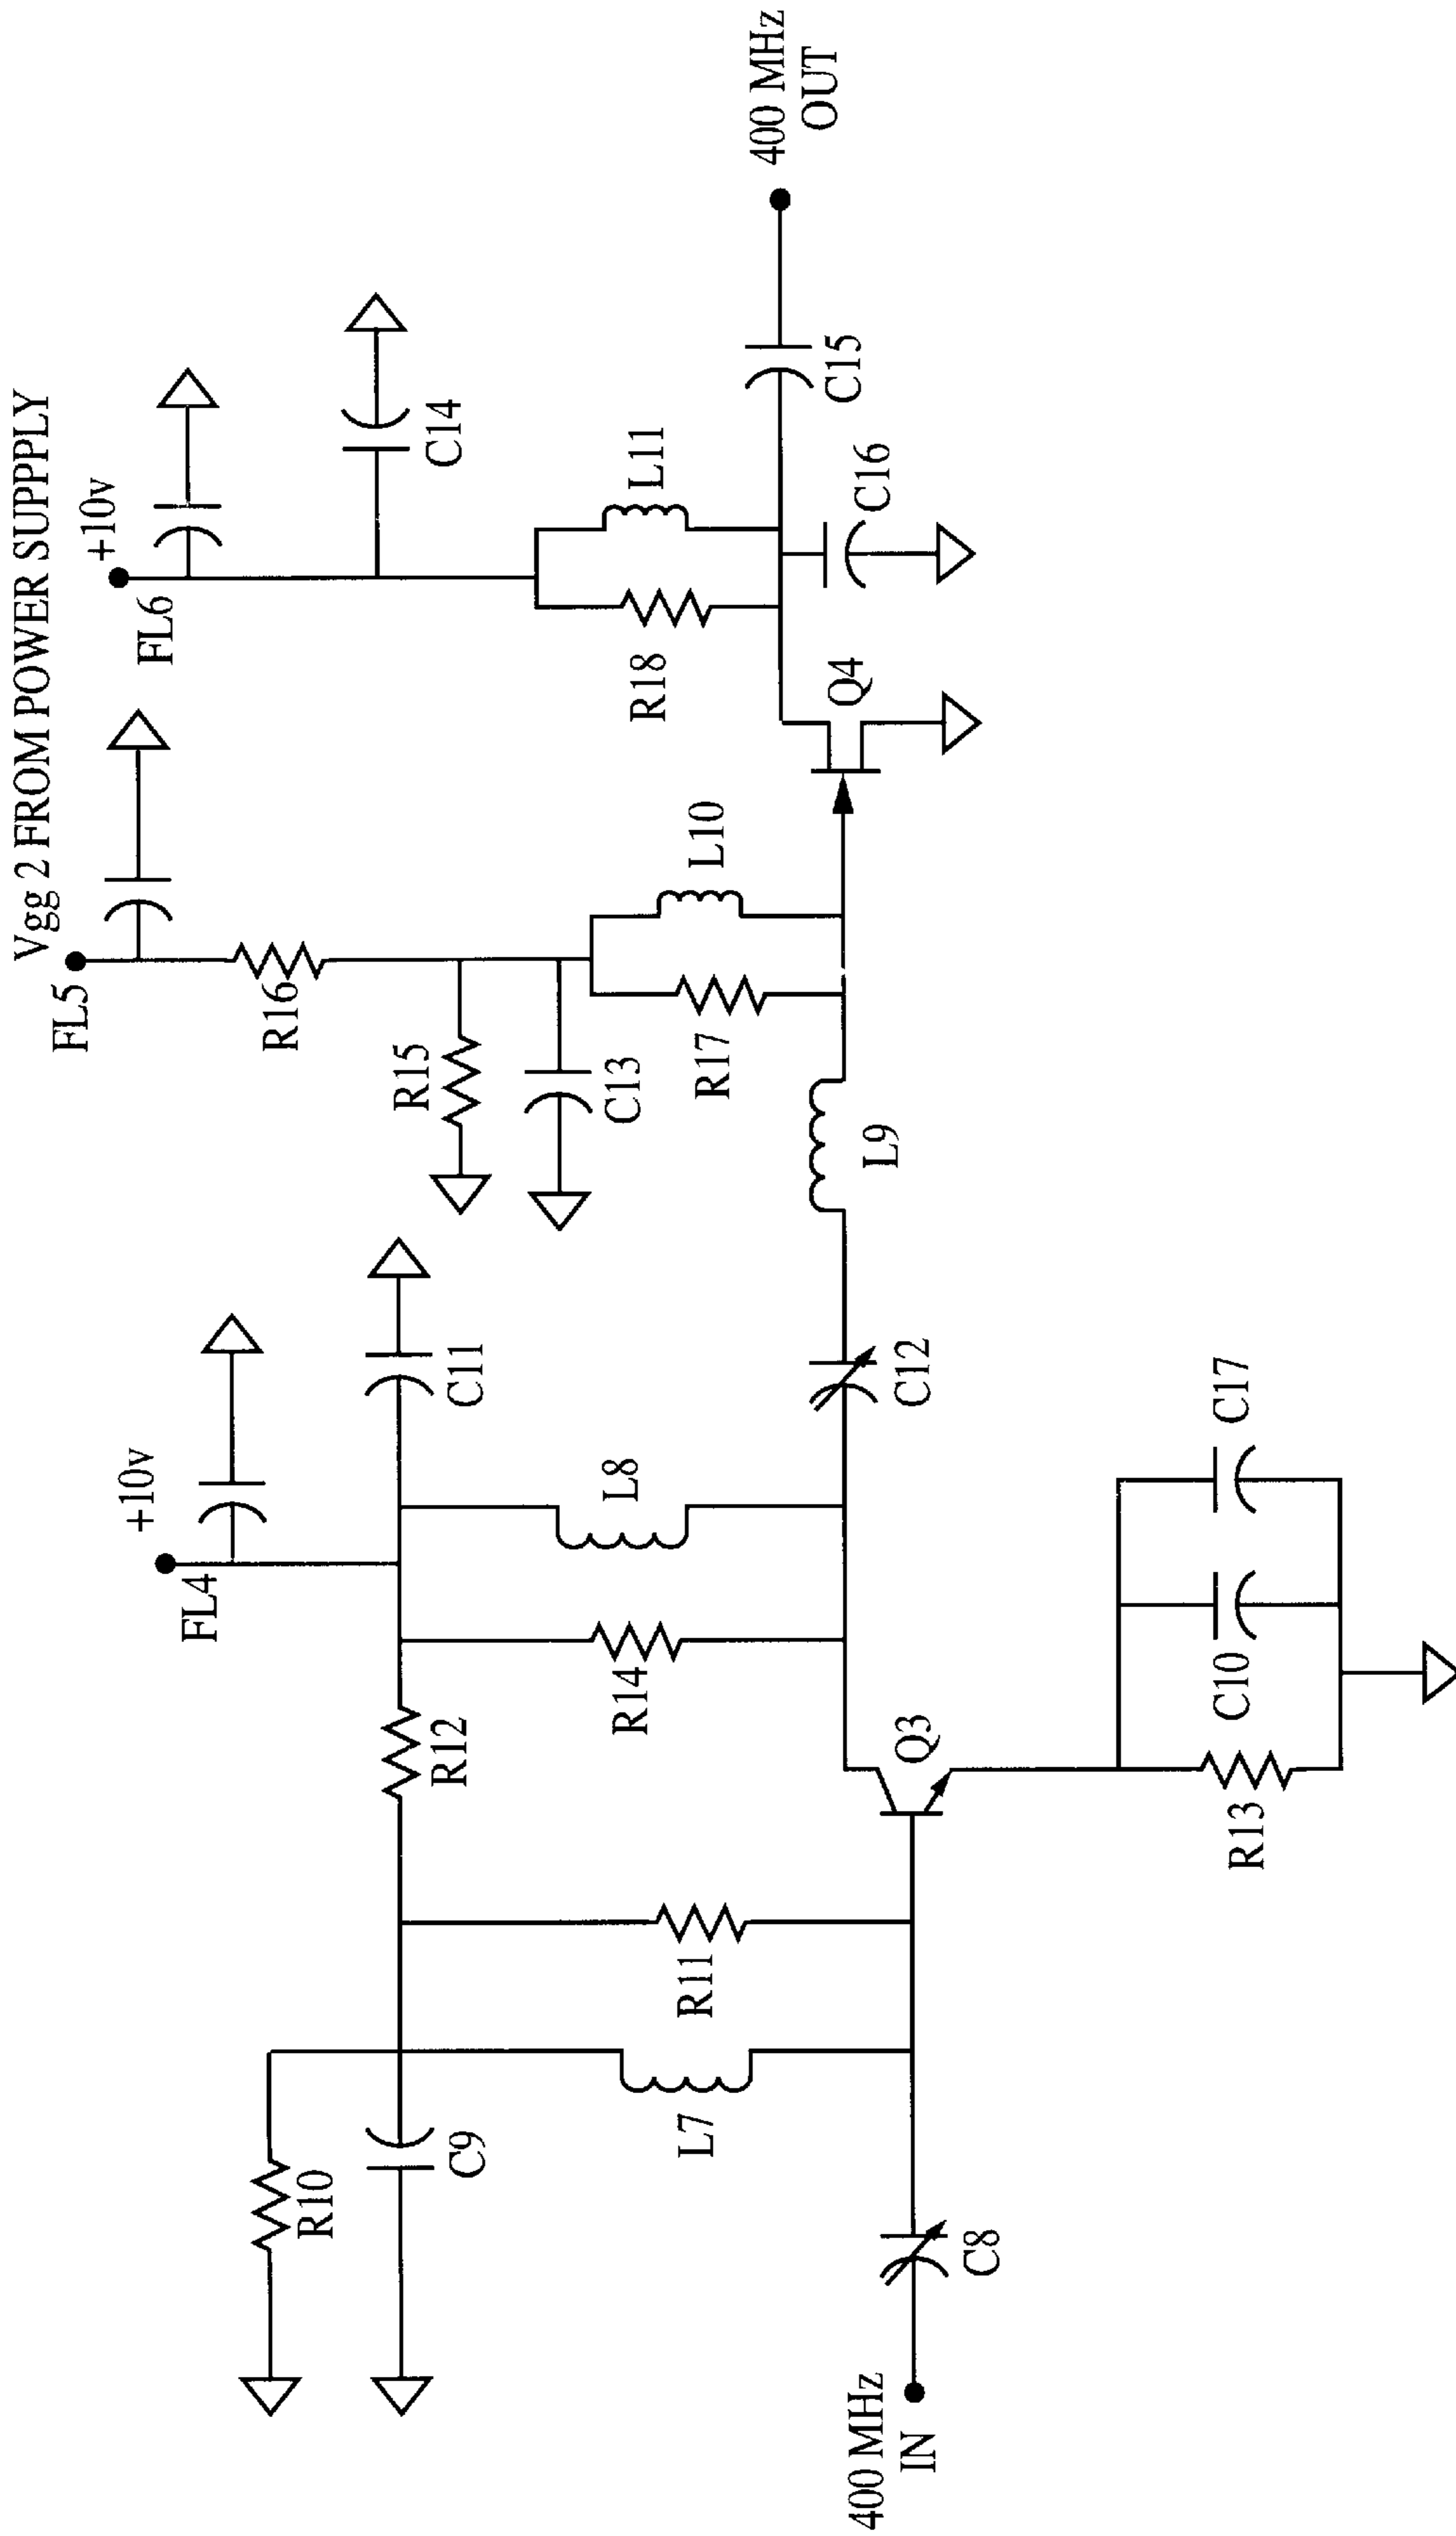 Vgg 2 FROM POWER SUPPPLY
FL5
+10v
FL6
+10v
FL4
R16
R15
C13
C14
C11
R10
C9
R12
R17
L10
R18
L11
R14
L8
L7
R11
400 MHz
OUT
C15
C16
Q4
L9
C12
Q3
C8
400 MHz
IN
R13
C10
C17